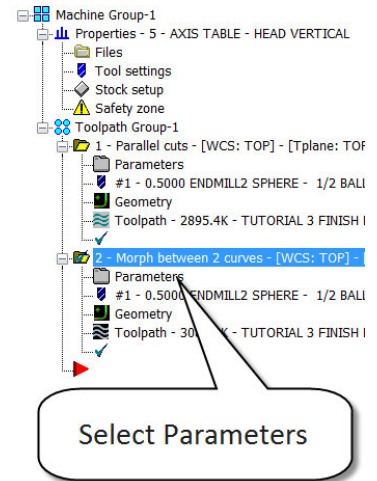 Machine Group-1
Properties - 5 - AXIS TABLE - HEAD VERTICAL
Files
Tool settings
Stock setup
Safety zone
Toolpath Group-1
1 - Parallel cuts - [WCS: TOP] - [Tplane: TOP
Parameters
#1 - 0.5000 ENDMILL2 SPHERE - 1/2 BALL
Geometry
Toolpath - 2895.4K - TUTORIAL 3 FINISH
2 - Morph between 2 curves - [WCS: TOP] - [
Parameters
#1 - 0.5000 ENDMILL2 SPHERE - 1/2 BALL
Geometry
Toolpath - K - TUTORIAL 3 FINISH
Select Parameters